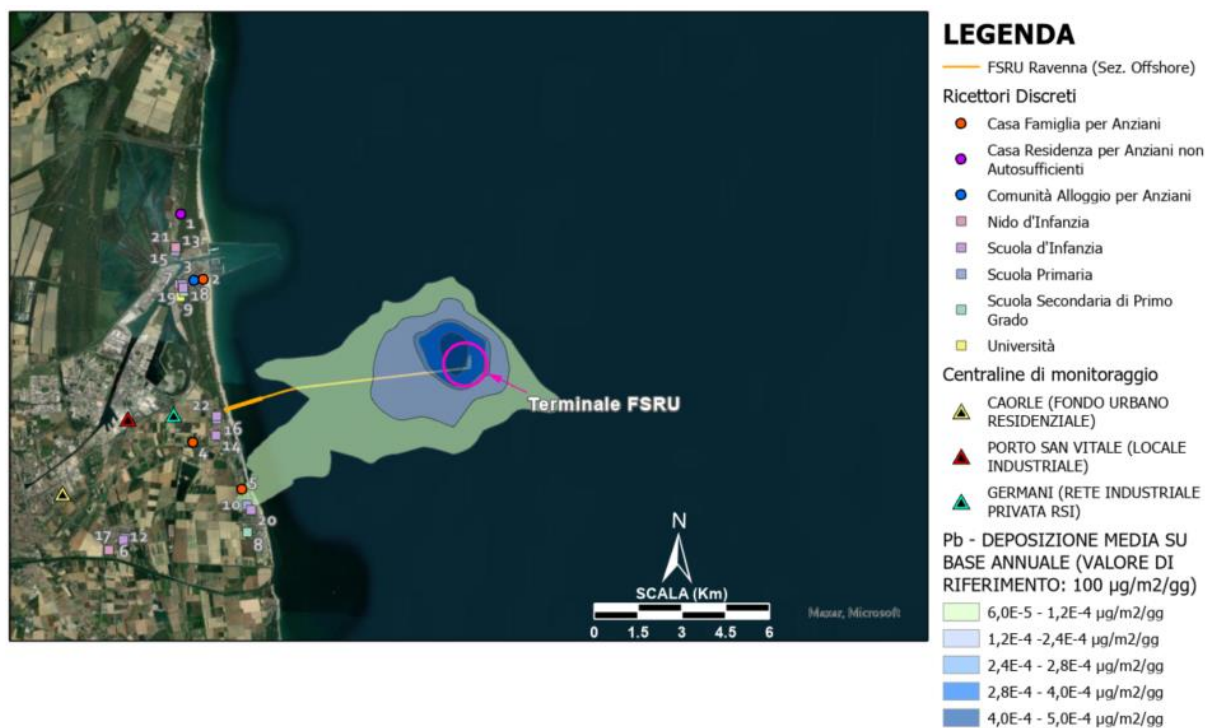 1
21
13
15
3
7
2
19
18
9
22
16
14
4
5
10
20
8
17
12
6
Terminale FSRU
N
SCALA (Km)
0 1.5 3 4.5 6
Maxar, Microsoft
LEGENDA
FSRU Ravenna (Sez. Offshore)
Ricettori Discreti
Casa Famiglia per Anziani
Casa Residenza per Anziani non
Autosufficienti
Comunità Alloggio per Anziani
Nido d'Infanzia
Scuola d'Infanzia
Scuola Primaria
Scuola Secondaria di Primo
Grado
Università
Centraline di monitoraggio
CAORLE (FONDO URBANO
RESIDENZIALE)
PORTO SAN VITALE (LOCALE
INDUSTRIALE)
GERMANI (RETE INDUSTRIALE
PRIVATA RSI)
Pb - DEPOSIZIONE MEDIA SU
BASE ANNUALE (VALORE DI
RIFERIMENTO: 100 µg/m2/gg)
6,0E-5 - 1,2E-4 µg/m2/gg
1,2E-4 -2,4E-4 µg/m2/gg
2,4E-4 - 2,8E-4 µg/m2/gg
2,8E-4 - 4,0E-4 µg/m2/gg
4,0E-4 - 5,0E-4 µg/m2/gg